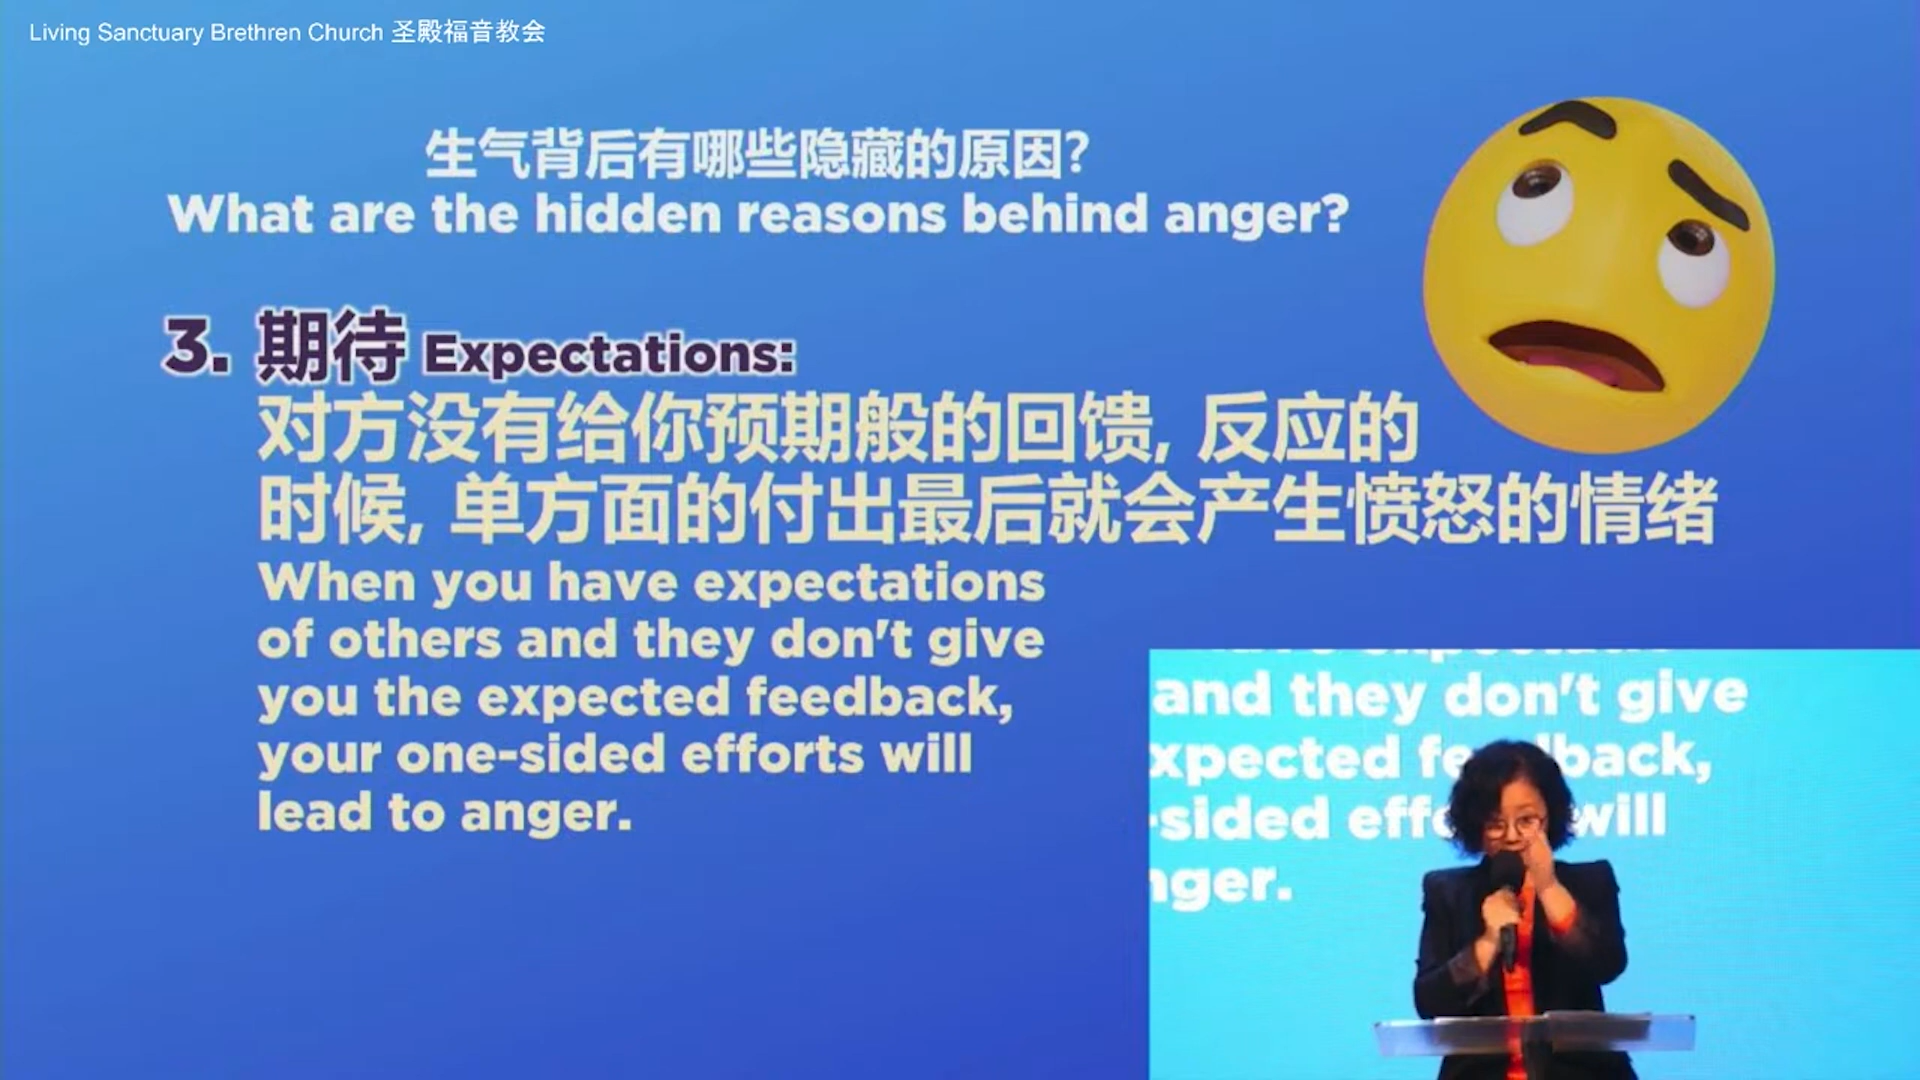 Living Sanctuary Brethren Church 圣殿福音教会
生气背后有哪些隐藏的原因?
What are the hidden reasons behind anger?
3. 期待 Expectations:
对方没有给你预期般的回馈, 反应的
时候, 单方面的付出最后就会产生愤怒的情绪
When you have expectations
of others and they don't give
you the expected feedback,
your one-sided efforts will
lead to anger.
and they don't give
xpected fe back,
-sided eff will
nger.